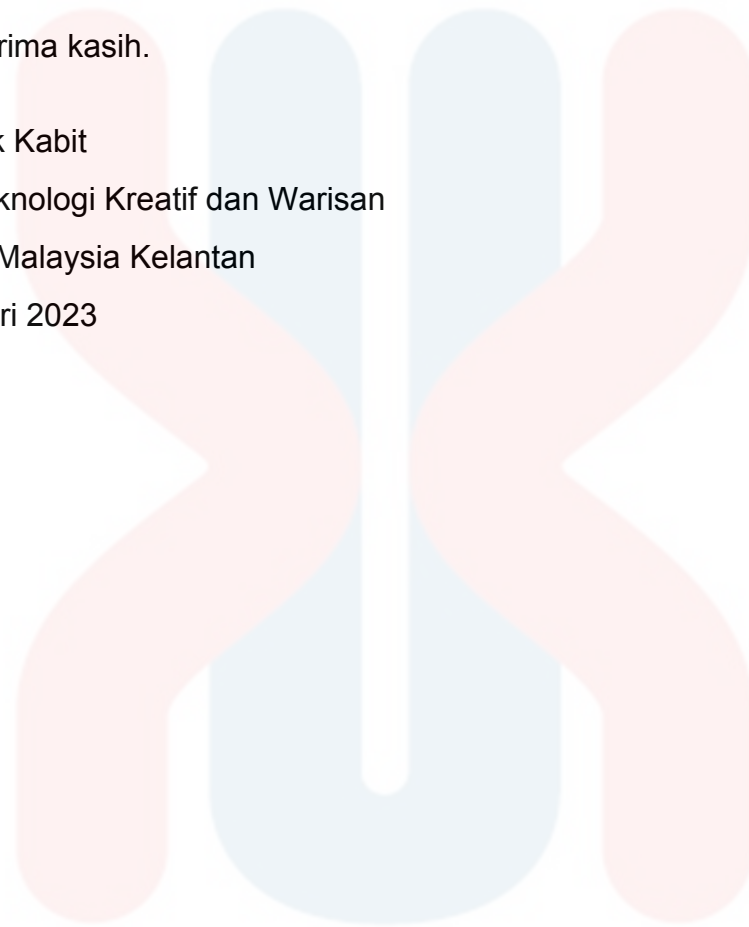 rima kasih.
k Kabit
knologi Kreatif dan Warisan
Malaysia Kelantan
ri 2023